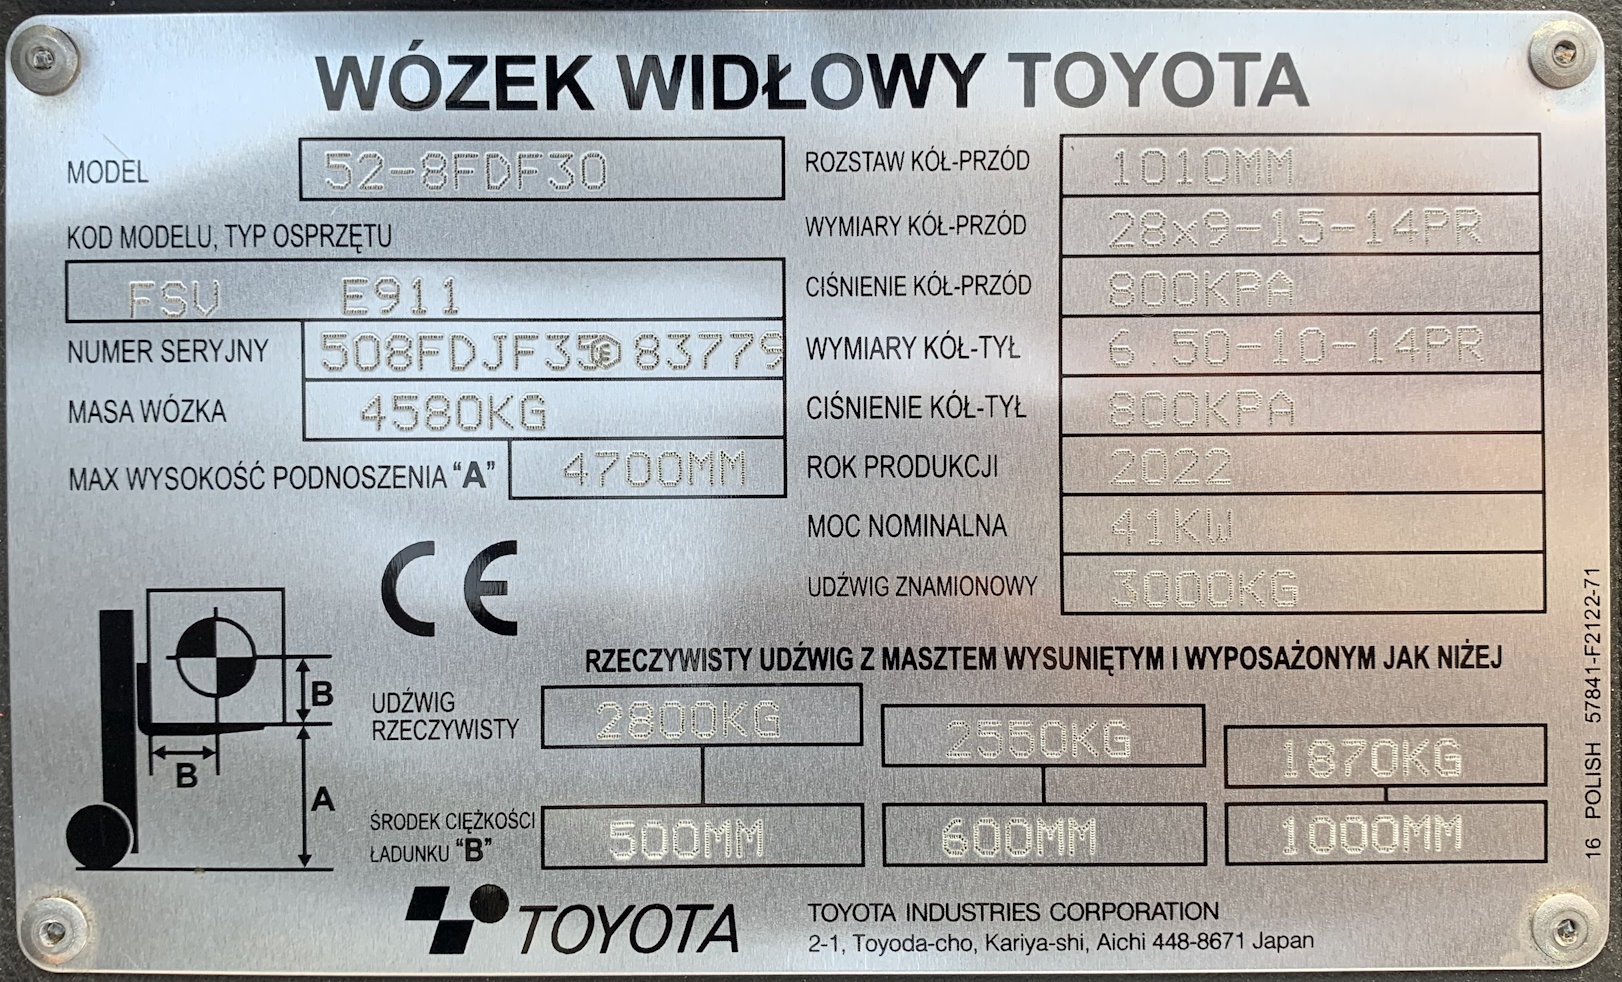 WÓZEK WIDŁOWY TOYOTA
MODEL 52-8FDF30
KOD MODELU, TYP OSPRZĘTU
FSV E911
NUMER SERYJNY 508FDJF35 E 83779
MASA WÓZKA 4580KG
MAX WYSOKOŚĆ PODNOSZENIA "A" 4700MM
ROZSTAW KÓŁ-PRZÓD 1010MM
WYMIARY KÓŁ-PRZÓD 28x9-15-14PR
CIŚNIENIE KÓŁ-PRZÓD 800KPA
WYMIARY KÓŁ-TYŁ 6.50-10-14PR
CIŚNIENIE KÓŁ-TYŁ 800KPA
ROK PRODUKCJI 2022
MOC NOMINALNA 41KW
UDŹWIG ZNAMIONOWY 3000KG
CE
B
B
A
RZECZYWISTY UDŹWIG Z MASZTEM WYSUNIĘTYM I WYPOSAŻONYM JAK NIŻEJ
UDŹWIG
RZECZYWISTY
2800KG 2550KG 1870KG
ŚRODEK CIĘŻKOŚCI
ŁADUNKU "B"
500MM 600MM 1000MM
TOYOTA
TOYOTA INDUSTRIES CORPORATION
2-1, Toyoda-cho, Kariya-shi, Aichi 448-8671 Japan
16 POLISH 57841-F2122-71